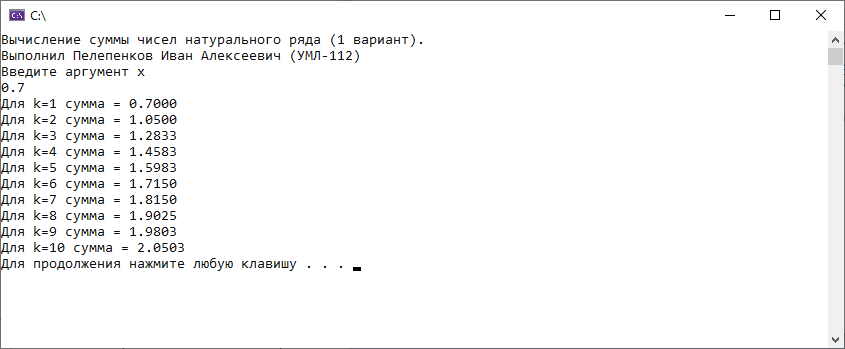 C:\
Вычисление суммы чисел натурального ряда (1 вариант).
Выполнил Пелепенков Иван Алексеевич (УМЛ-112)
Введите аргумент x
0.7
Для k=1 сумма = 0.7000
Для k=2 сумма = 1.0500
Для k=3 сумма = 1.2833
Для k=4 сумма = 1.4583
Для k=5 сумма = 1.5983
Для k=6 сумма = 1.7150
Для k=7 сумма = 1.8150
Для k=8 сумма = 1.9025
Для k=9 сумма = 1.9803
Для k=10 сумма = 2.0503
Для продолжения нажмите любую клавишу . . .